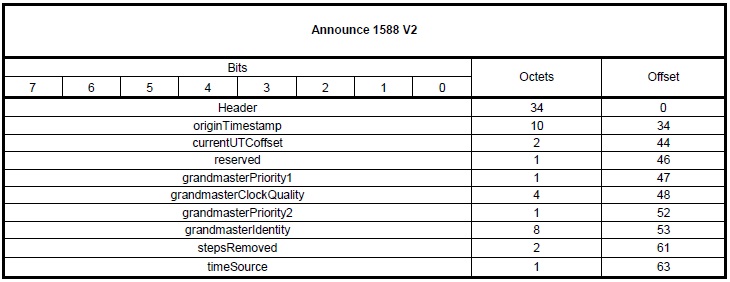 Announce 1588 V2
Bits Octets Offset
7 6 5 4 3 2 1 0
Header 34 0
originTimestamp 10 34
currentUTCoffset 2 44
reserved 1 46
grandmasterPriority1 1 47
grandmasterClockQuality 4 48
grandmasterPriority2 1 52
grandmasterIdentity 8 53
stepsRemoved 2 61
timeSource 1 63